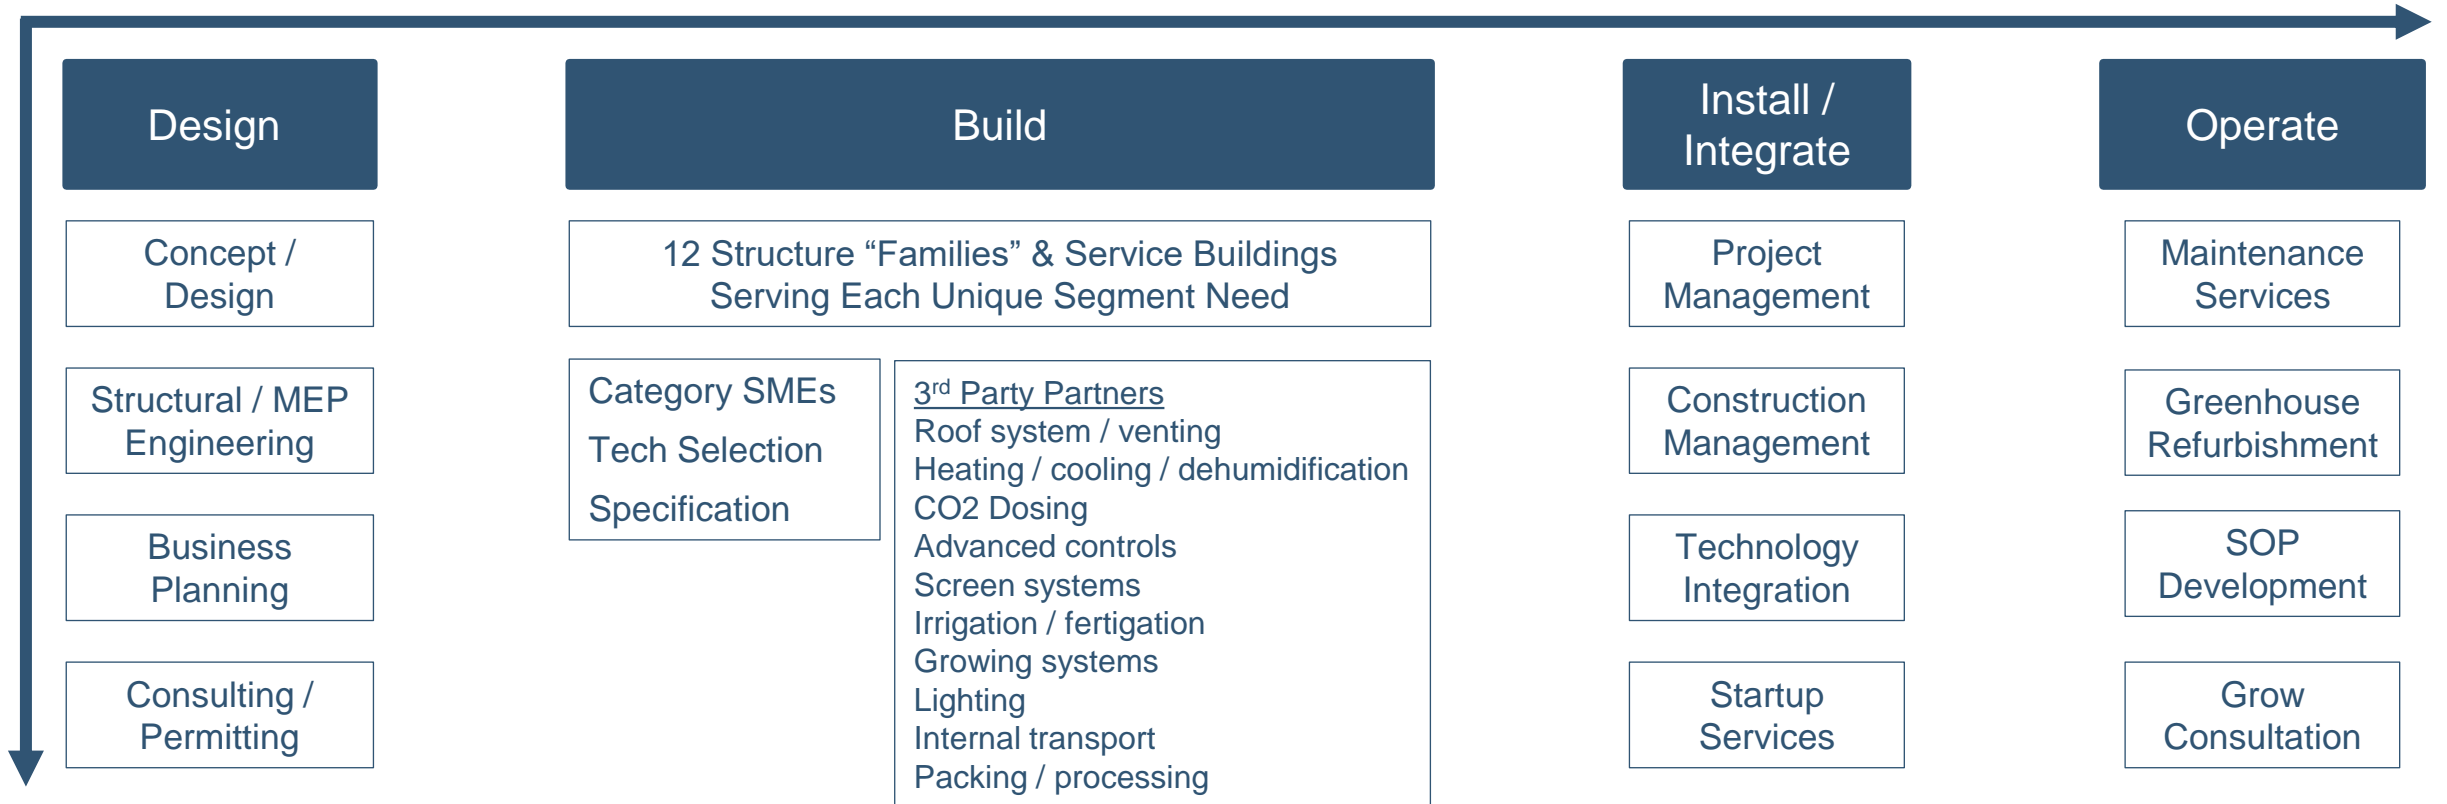 Design
Build
Install /
Integrate
Operate
Concept /
Design
Structural / MEP
Engineering
Business
Planning
Consulting /
Permitting
12 Structure “Families” & Service Buildings
Serving Each Unique Segment Need
Category SMEs
Tech Selection
Specification
3rd Party Partners
Roof system / venting
Heating / cooling / dehumidification
CO2 Dosing
Advanced controls
Screen systems
Irrigation / fertigation
Growing systems
Lighting
Internal transport
Packing / processing
Project
Management
Construction
Management
Technology
Integration
Startup
Services
Maintenance
Services
Greenhouse
Refurbishment
SOP
Development
Grow
Consultation